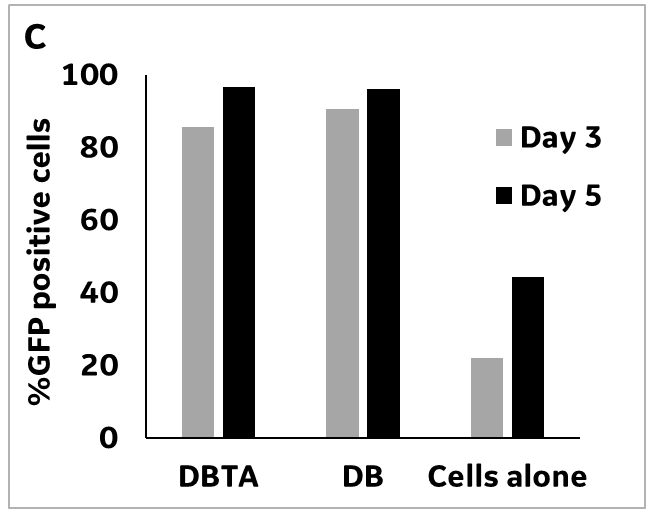 C
100
80
60
40
20
0
%GFP positive cells
Day 3
Day 5
DBTA DB Cells alone